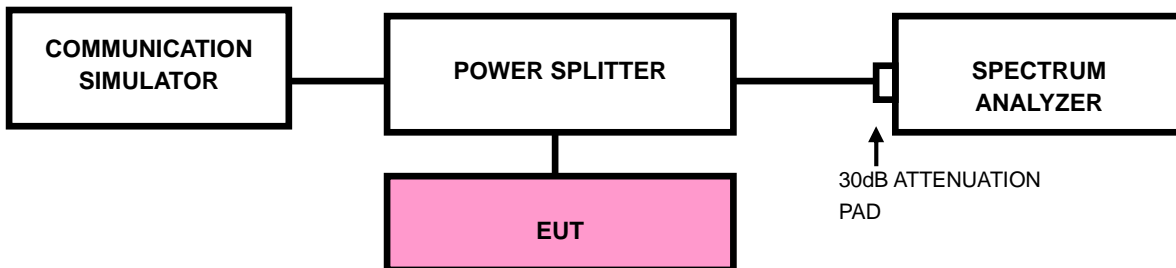 COMMUNICATION
SIMULATOR
POWER SPLITTER
SPECTRUM
ANALYZER
30dB ATTENUATION
PAD
EUT